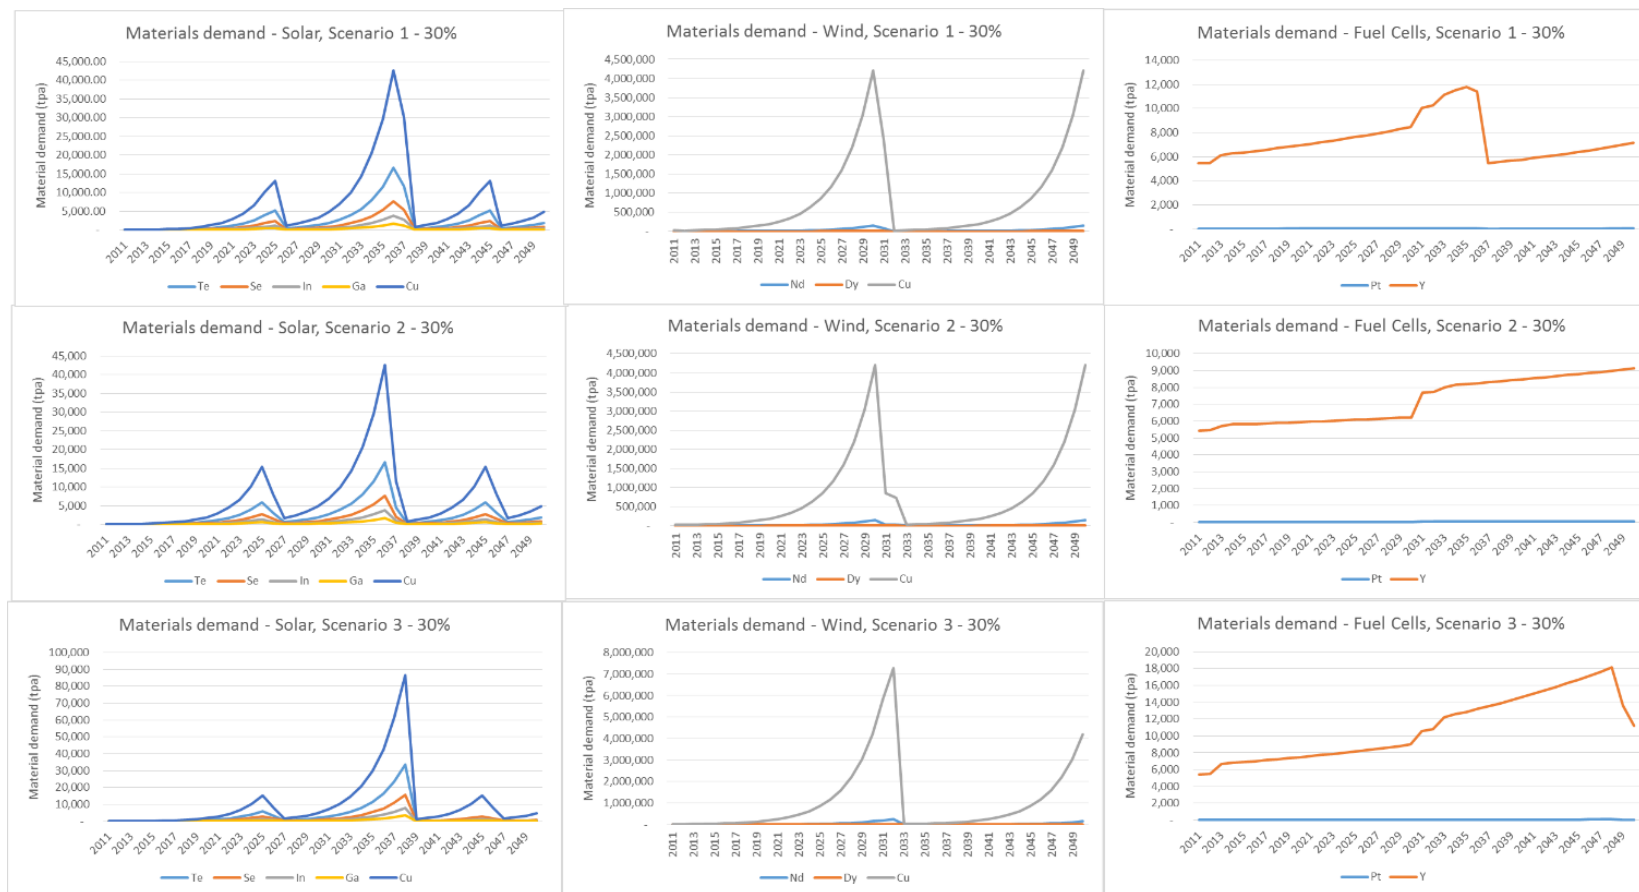 Materials demand - Solar, Scenario 1 - 30%
Material demand (tpa)
45,000.00
40,000.00
35,000.00
30,000.00
25,000.00
20,000.00
15,000.00
10,000.00
5,000.00
-
2011 2013 2015 2017 2019 2021 2023 2025 2027 2029 2031 2033 2035 2037 2039 2041 2043 2045 2047 2049
Te Se In Ga Cu
Materials demand - Wind, Scenario 1 - 30%
Material demand (tpa)
4,500,000
4,000,000
3,500,000
3,000,000
2,500,000
2,000,000
1,500,000
1,000,000
500,000
-
2011 2013 2015 2017 2019 2021 2023 2025 2027 2029 2031 2033 2035 2037 2039 2041 2043 2045 2047 2049
Nd Dy Cu
Materials demand - Fuel Cells, Scenario 1 - 30%
Material demand (tpa)
14,000
12,000
10,000
8,000
6,000
4,000
2,000
-
2011 2013 2015 2017 2019 2021 2023 2025 2027 2029 2031 2033 2035 2037 2039 2041 2043 2045 2047 2049
Pt Y
Materials demand - Solar, Scenario 2 - 30%
Material demand (tpa)
45,000
40,000
35,000
30,000
25,000
20,000
15,000
10,000
5,000
-
2011 2013 2015 2017 2019 2021 2023 2025 2027 2029 2031 2033 2035 2037 2039 2041 2043 2045 2047 2049
Te Se In Ga Cu
Materials demand - Wind, Scenario 2 - 30%
Material demand (tpa)
4,500,000
4,000,000
3,500,000
3,000,000
2,500,000
2,000,000
1,500,000
1,000,000
500,000
-
2011 2013 2015 2017 2019 2021 2023 2025 2027 2029 2031 2033 2035 2037 2039 2041 2043 2045 2047 2049
Nd Dy Cu
Materials demand - Fuel Cells, Scenario 2 - 30%
Material demand (tpa)
10,000
9,000
8,000
7,000
6,000
5,000
4,000
3,000
2,000
1,000
-
2011 2013 2015 2017 2019 2021 2023 2025 2027 2029 2031 2033 2035 2037 2039 2041 2043 2045 2047 2049
Pt Y
Materials demand - Solar, Scenario 3 - 30%
Material demand (tpa)
100,000
90,000
80,000
70,000
60,000
50,000
40,000
30,000
20,000
10,000
-
2011 2013 2015 2017 2019 2021 2023 2025 2027 2029 2031 2033 2035 2037 2039 2041 2043 2045 2047 2049
Te Se In Ga Cu
Materials demand - Wind, Scenario 3 - 30%
Material demand (tpa)
8,000,000
7,000,000
6,000,000
5,000,000
4,000,000
3,000,000
2,000,000
1,000,000
-
2011 2013 2015 2017 2019 2021 2023 2025 2027 2029 2031 2033 2035 2037 2039 2041 2043 2045 2047 2049
Nd Dy Cu
Materials demand - Fuel Cells, Scenario 3 - 30%
Material demand (tpa)
20,000
18,000
16,000
14,000
12,000
10,000
8,000
6,000
4,000
2,000
-
2011 2013 2015 2017 2019 2021 2023 2025 2027 2029 2031 2033 2035 2037 2039 2041 2043 2045 2047 2049
Pt Y